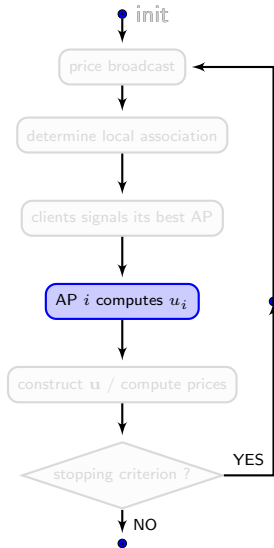 init
price broadcast
determine local association
clients signals its best AP
AP i computes u_i
construct u / compute prices
stopping criterion ?
YES
NO